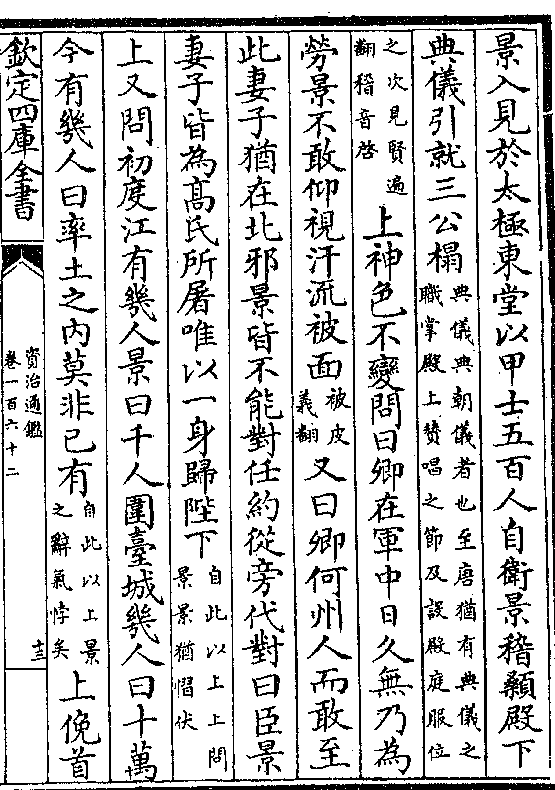 景入見於太極東堂以甲士五百人自衛景稽顙殿下
典儀引就三公榻
典儀典朝儀者也至唐猶有典儀之
職掌殿上贊唱之節及設殿庭服位
之次見賢遍
翻稽音啓
上神色不變問曰卿在軍中日久無乃為
勞景不敢仰視汗流被面
被皮
義翻
又曰卿何州人而敢至
此妻子猶在北邪景皆不能對任約從旁代對曰臣景
妻子皆為髙氏所屠唯以一身歸陛下
自此以上上問
景景猶慴伏
上又問初度江有幾人景曰千人圍臺城幾人曰十萬
今有幾人曰率土之內莫非已有
自此以上景
之辭氣悖矣
上俛首
欽定四庫全書
資治通鑑
卷一百六十二
十三